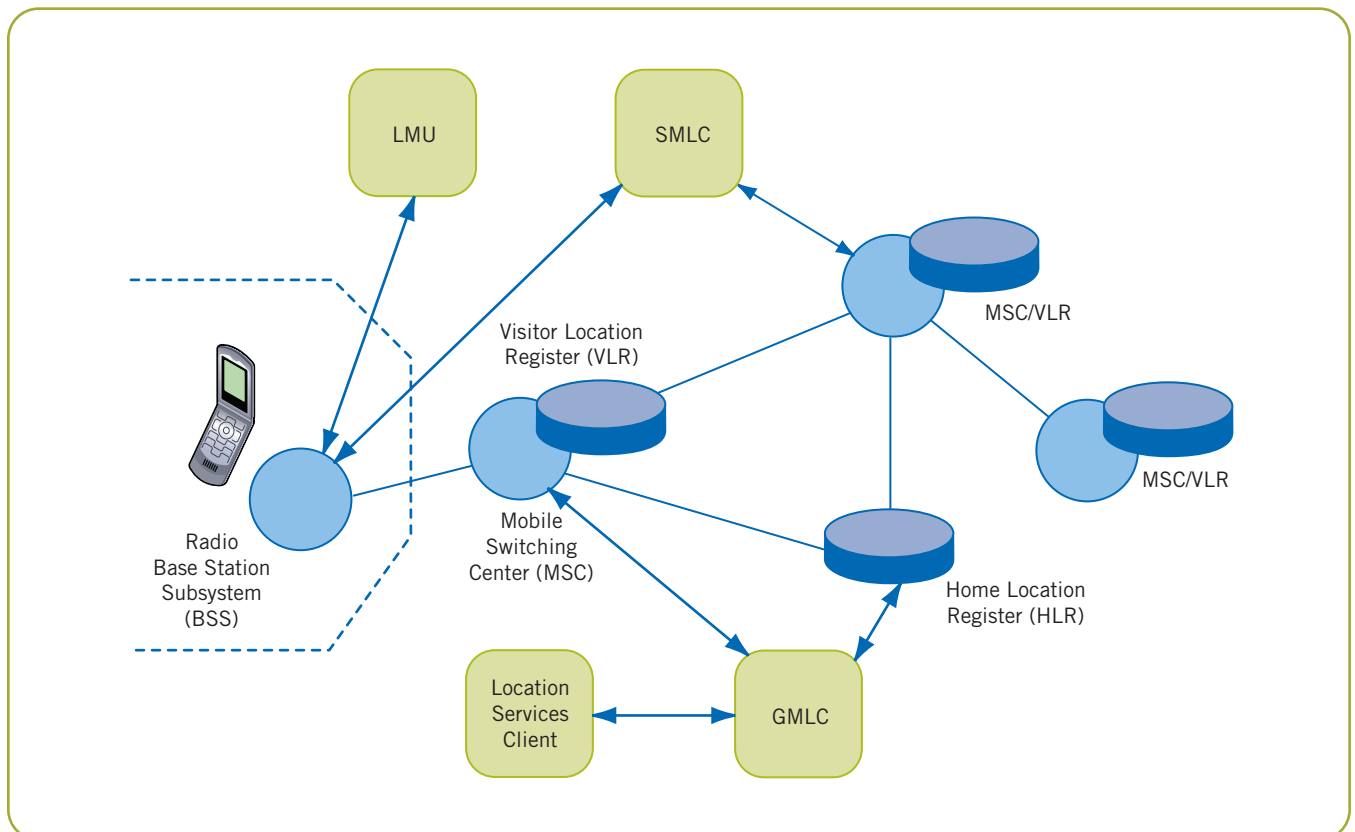 LMU
SMLC
MSC/VLR
Visitor Location
Register (VLR)
MSC/VLR
Radio
Base Station
Subsystem
(BSS)
Mobile
Switching
Center (MSC)
Home Location
Register (HLR)
Location
Services
Client
GMLC